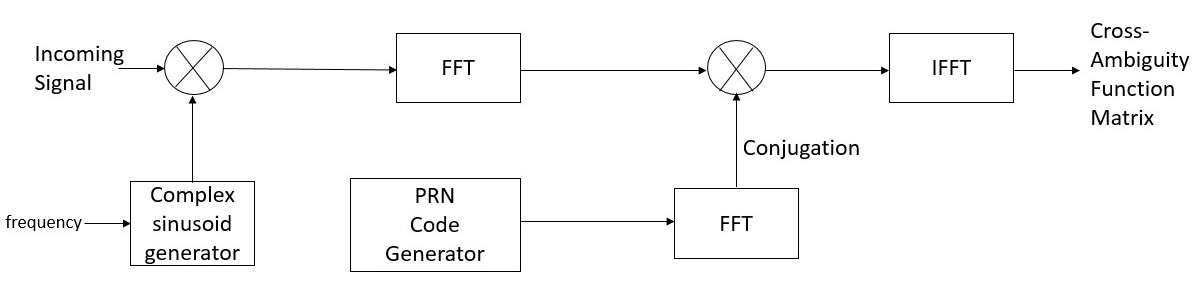 Incoming
Signal
FFT
IFFT
Cross-
Ambiguity
Function
Matrix
Conjugation
frequency
Complex
sinusoid
generator
PRN
Code
Generator
FFT